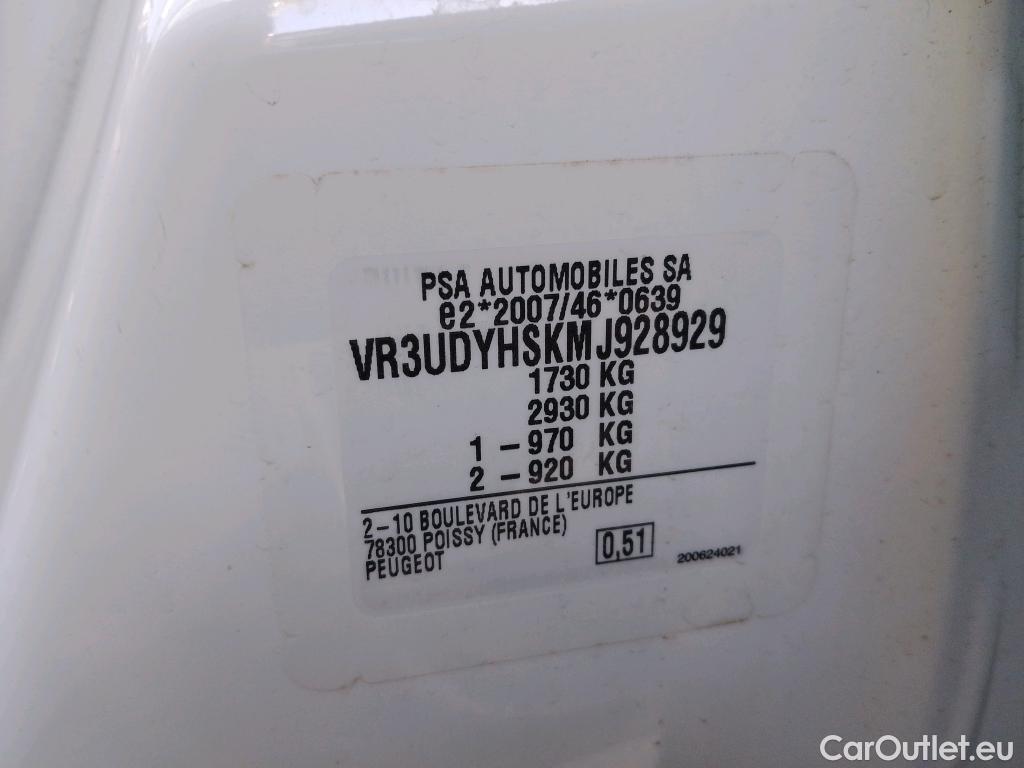 PSA AUTOMOBILES SA
e2*2007/46*0639
VR3UDYHSKMJ928929
1730 KG
2930 KG
1 - 970 KG
2 - 920 KG
2-10 BOULEVARD DE L'EUROPE
78300 POISSY (FRANCE)
PEUGEOT
0,51
200624021
CarOutlet.eu